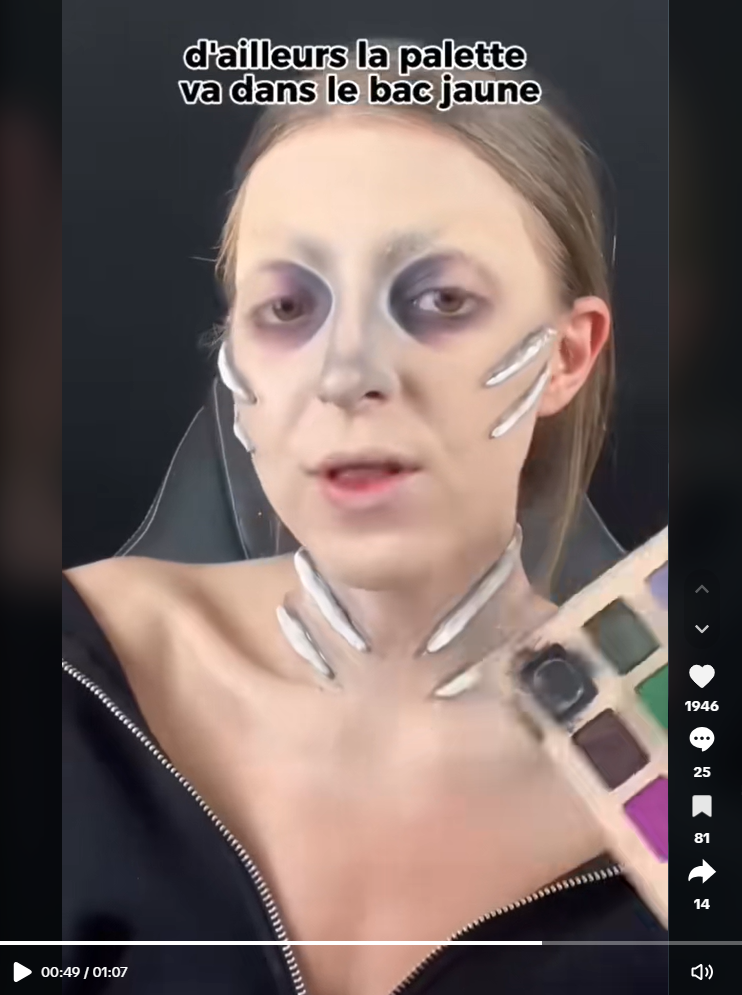 d'ailleurs la palette
va dans le bac jaune
1946
25
81
14
00:49 / 01:07